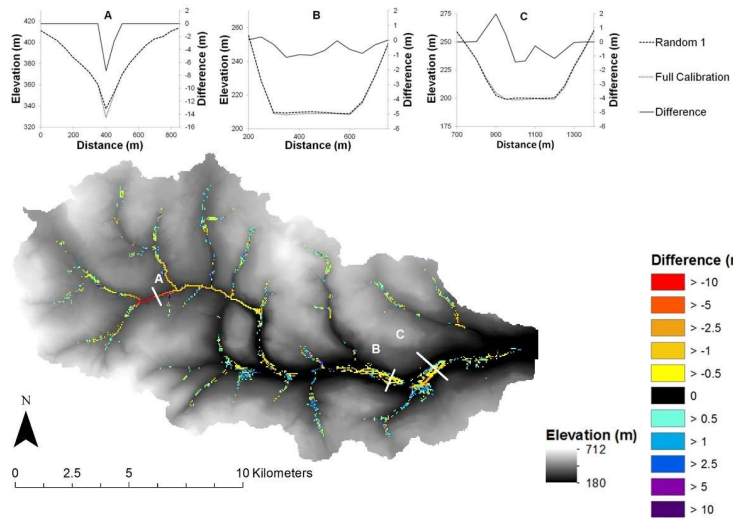 A
B
C
420
400
380
360
340
320
2
0
-2
-4
-6
-8
-10
-12
-14
-16
Elevation (m)
Difference (m)
0 200 400 600 800
Distance (m)
260
240
220
200
2
1
0
-1
-2
-3
-4
-5
-6
Elevation (m)
Difference (m)
200 400 600
Distance (m)
250
225
200
175
2
1
0
-1
-2
-3
-4
-5
-6
Elevation (m)
Difference (m)
700 900 1100 1300
Distance (m)
Random 1
Full Calibration
Difference
A
B
C
N
0 2.5 5 10 Kilometers
Elevation (m)
712
180
Difference (m
> -10
> -5
> -2.5
> -1
> -0.5
0
> 0.5
> 1
> 2.5
> 5
> 10